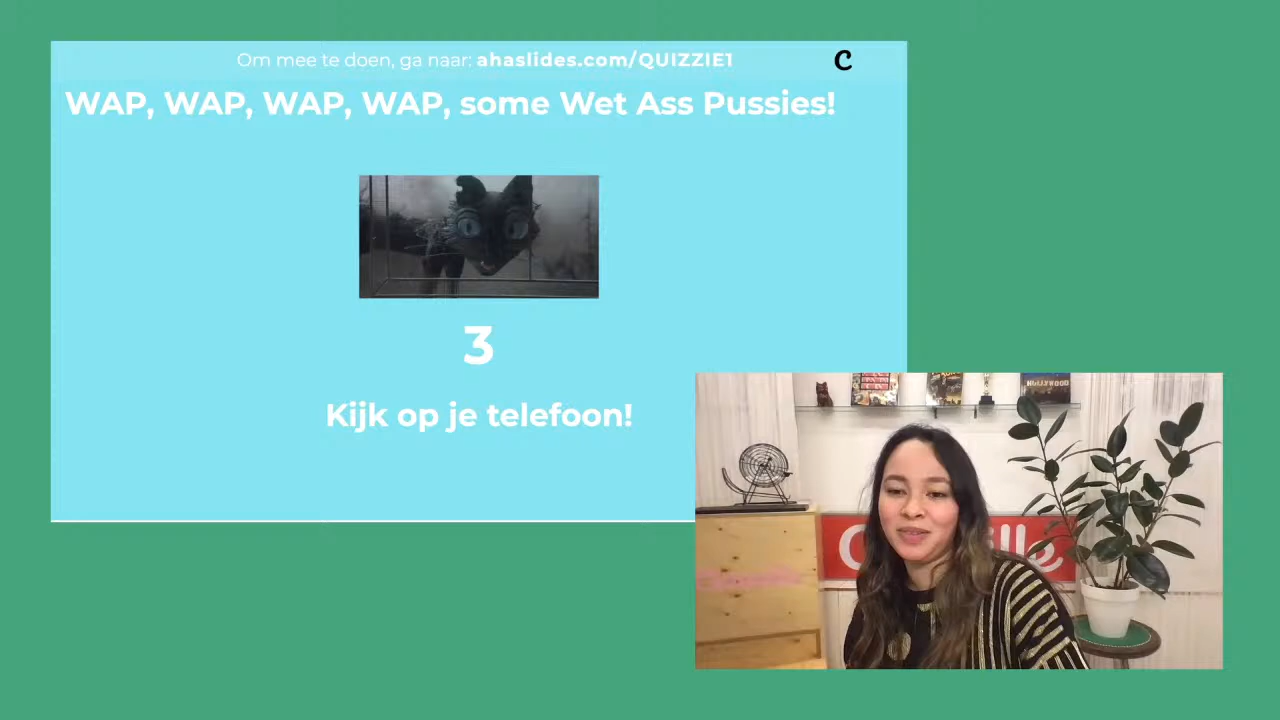 Om mee te doen, ga naar: ahaslides.com/QUIZZIE1
C
WAP, WAP, WAP, WAP, some Wet Ass Pussies!
3
Kijk op je telefoon!